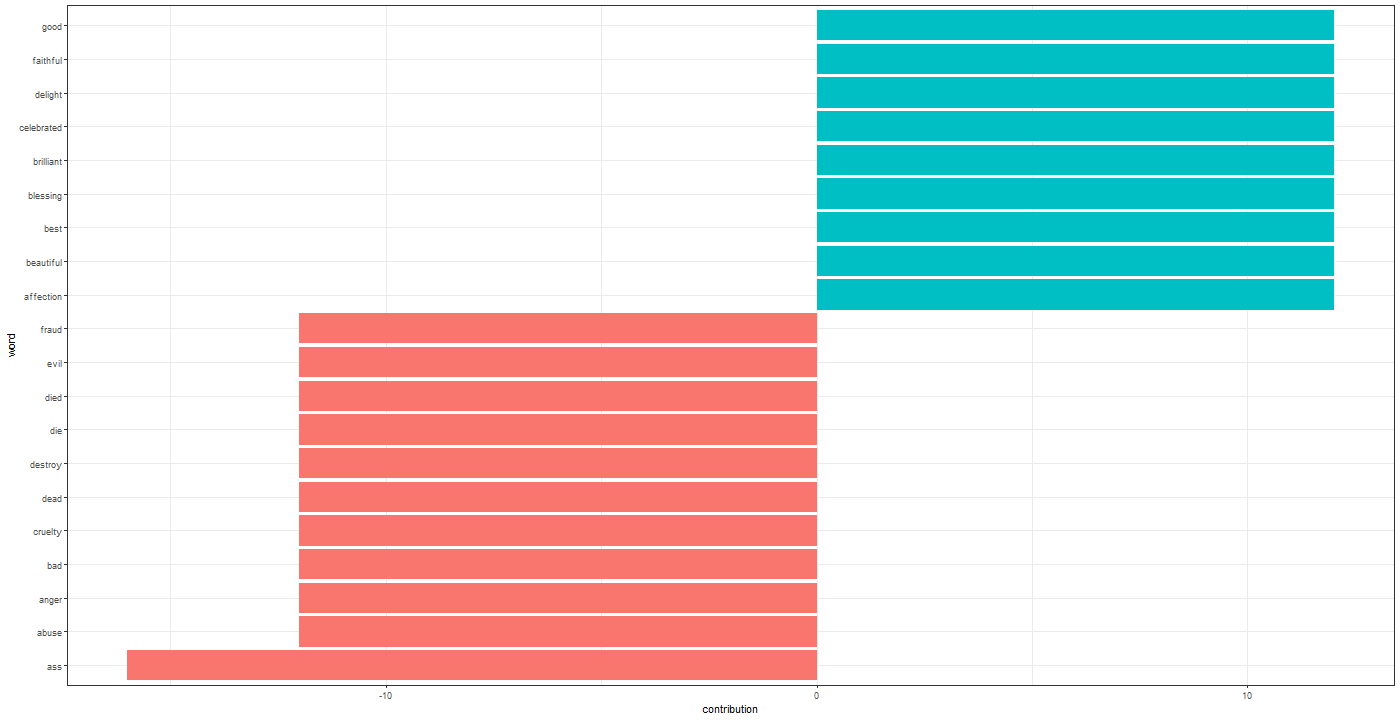 good
faithful
delight
celebrated
brilliant
blessing
best
beautiful
affection
fraud
evil
died
die
destroy
dead
cruelty
bad
anger
abuse
ass
word
-10 0 10
contribution